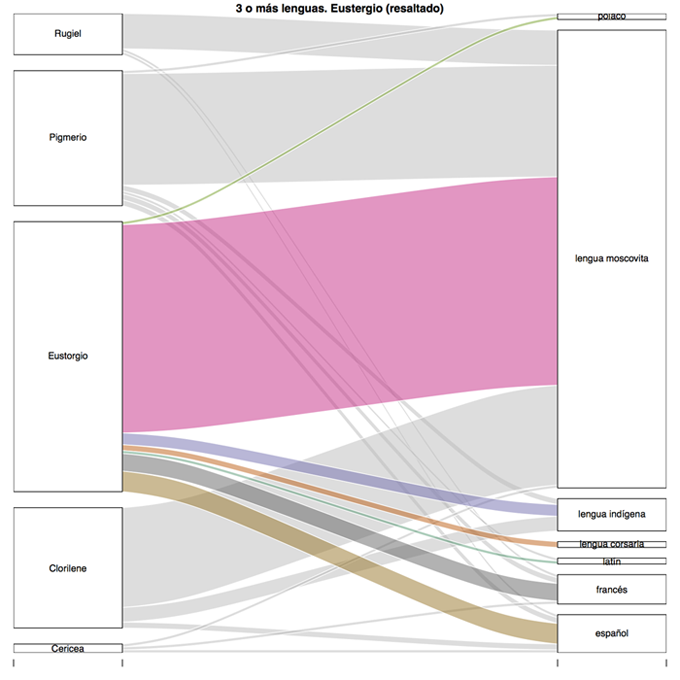 3 o más lenguas. Eustergio (resaltado)
Rugiel
Pigmerio
Eustorgio
Clorilene
Cericea
polaco
lengua moscovita
lengua indígena
lengua corsaria
latín
francés
español